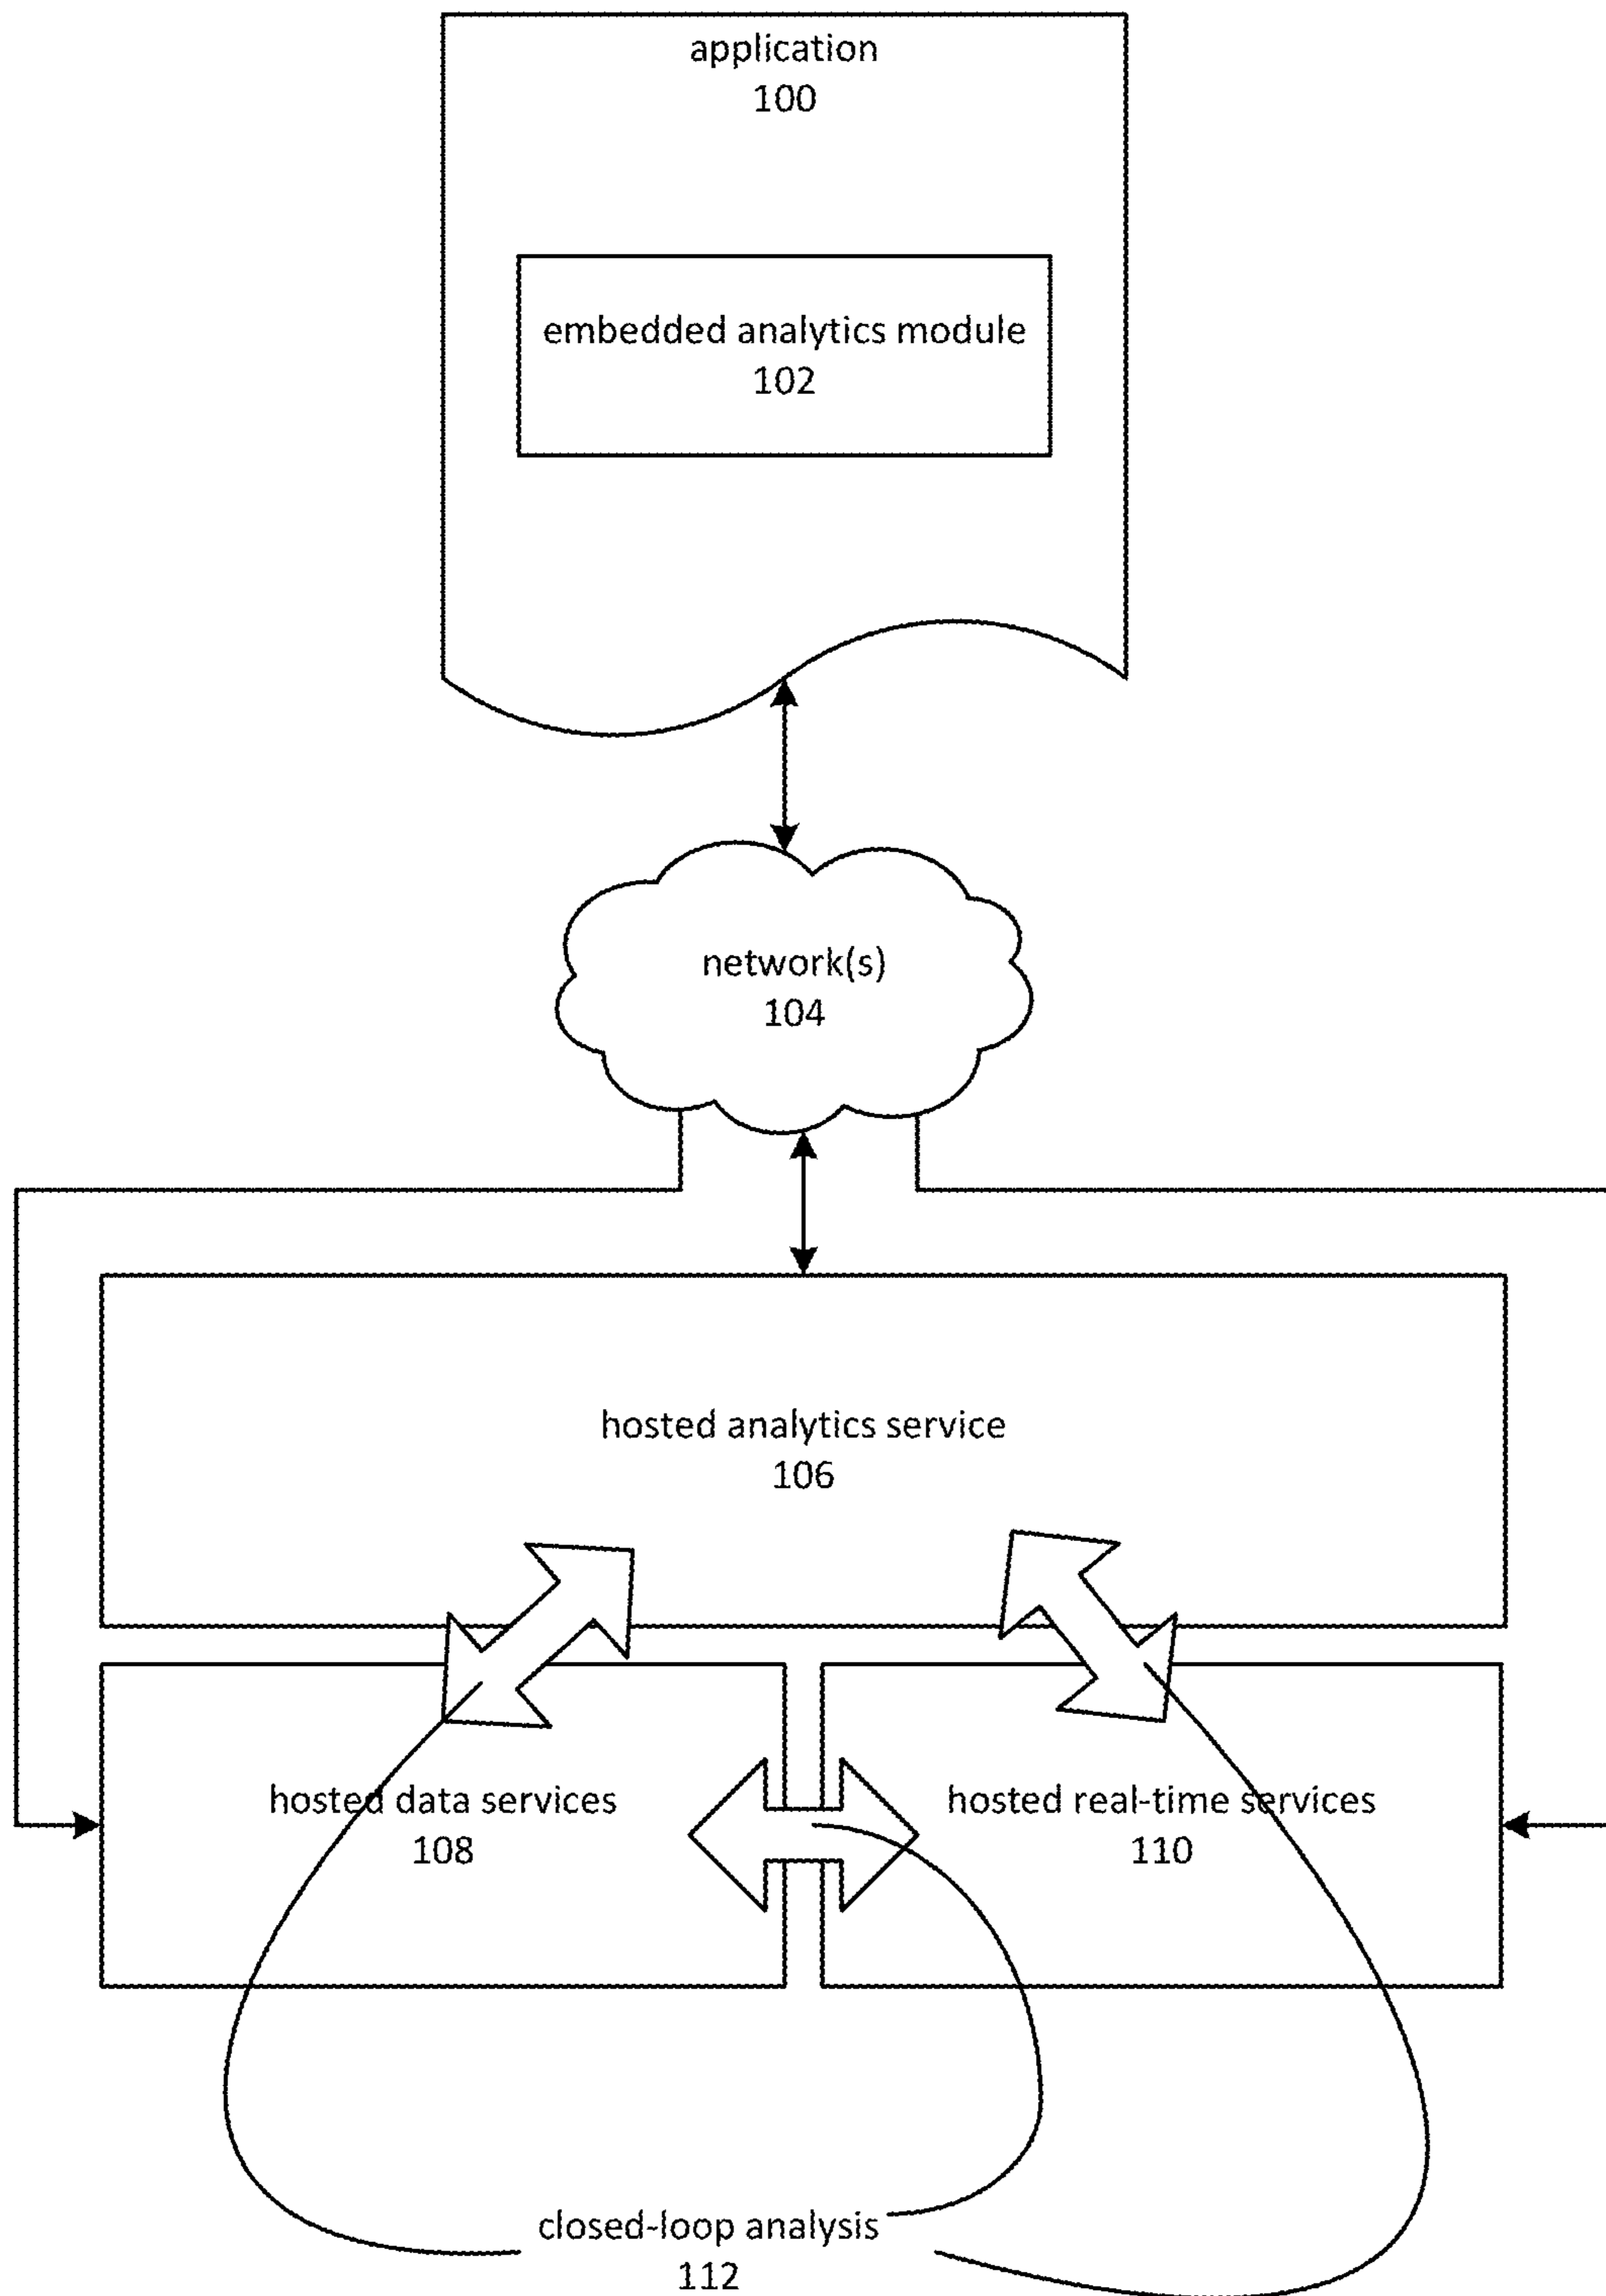 application
100
embedded analytics module
102
network(s)
104
hosted analytics service
106
hosted data services
108
hosted real-time services
110
closed-loop analysis
112